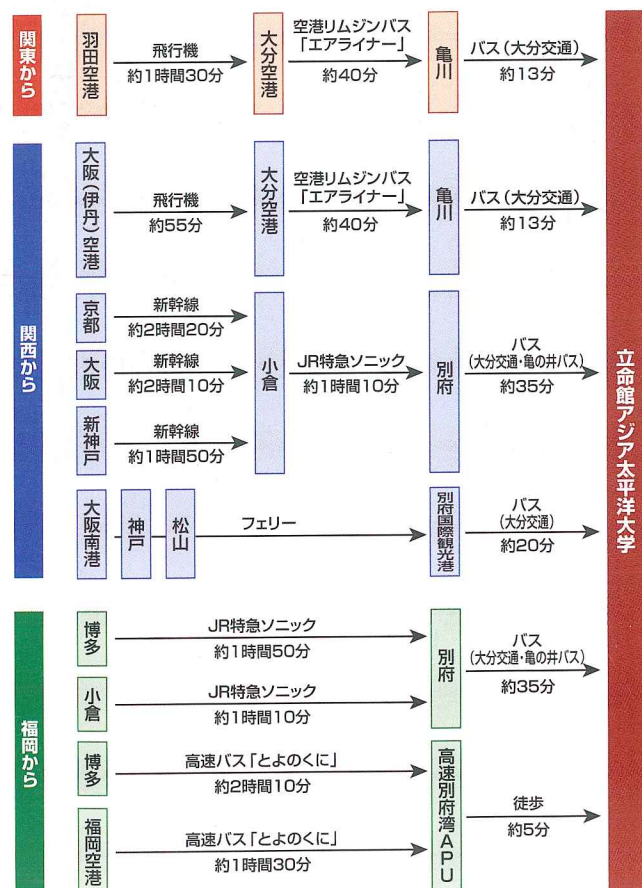 関東から
羽田空港
飛行機
約1時間30分
大分空港
空港リムジンバス
「エアライナー」
約40分
亀川
バス(大分交通)
約13分
関西から
大阪(伊丹)空港
飛行機
約55分
大分空港
空港リムジンバス
「エアライナー」
約40分
亀川
バス(大分交通)
約13分
京都
新幹線
約2時間20分
大阪
新幹線
約2時間10分
新神戸
新幹線
約1時間50分
小倉
JR特急ソニック
約1時間10分
別府
バス
(大分交通・亀の井バス)
約35分
大阪南港
神戸
松山
フェリー
別府国際観光港
バス
(大分交通)
約20分
福岡から
博多
JR特急ソニック
約1時間50分
小倉
JR特急ソニック
約1時間10分
別府
バス
(大分交通・亀の井バス)
約35分
博多
高速バス「とよのくに」
約2時間10分
福岡空港
高速バス「とよのくに」
約1時間30分
高速別府湾APU
徒歩
約5分
立命館アジア太平洋大学